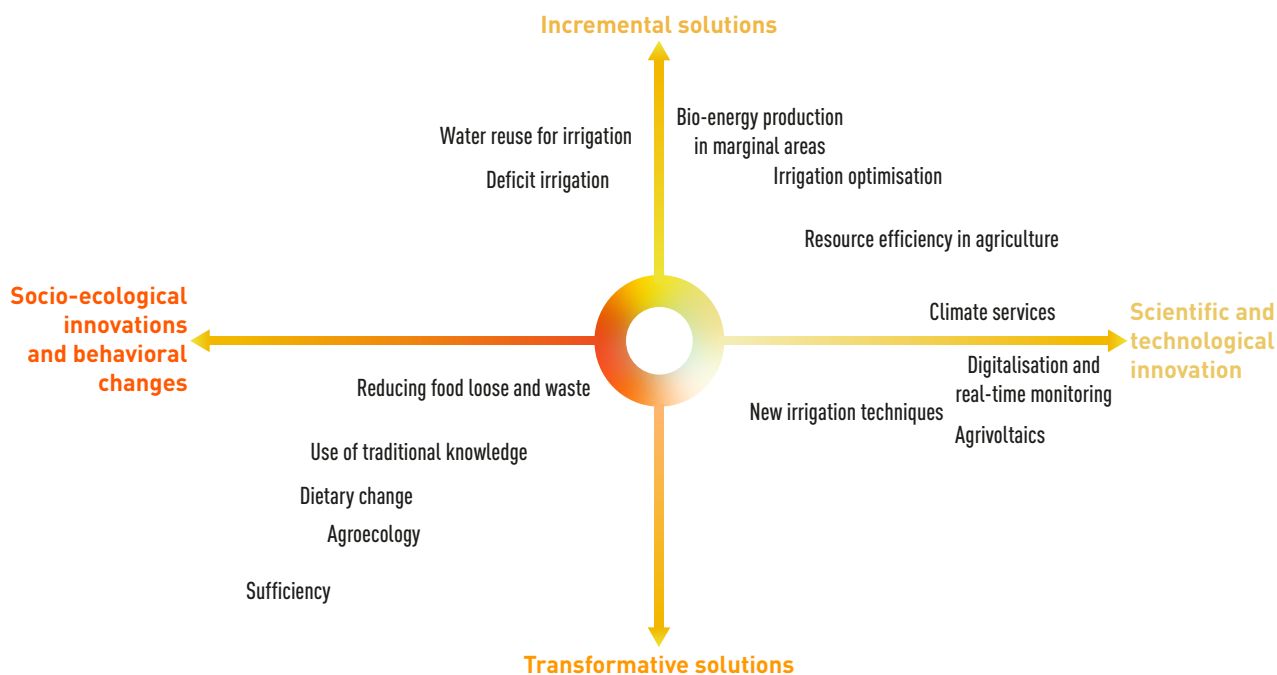 Incremental solutions
Bio-energy production
in marginal areas
Water reuse for irrigation
Deficit irrigation
Irrigation optimisation
Resource efficiency in agriculture
Socio-ecological
innovations
and behavioral
changes
Climate services
Scientific and
technological
innovation
Digitalisation and
real-time monitoring
Reducing food loose and waste
New irrigation techniques
Agrivoltaics
Use of traditional knowledge
Dietary change
Agroecology
Sufficiency
Transformative solutions